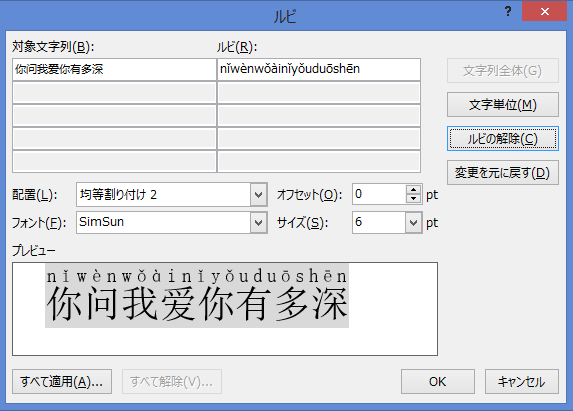 ルビ
?
対象文字列(B): ルビ(R):
你问我爱你有多深 nǐwènwǒàinǐyǒuduōshēn
文字列全体(G)
文字単位(M)
ルビの解除(C)
変更を元に戻す(D)
配置(L): 均等割り付け 2 オフセット(O): 0 pt
フォント(F): SimSun サイズ(S): 6 pt
プレビュー
nǐwènwǒàinǐyǒuduōshēn
你问我爱你有多深
すべて適用(A)... すべて解除(V)... OK キャンセル